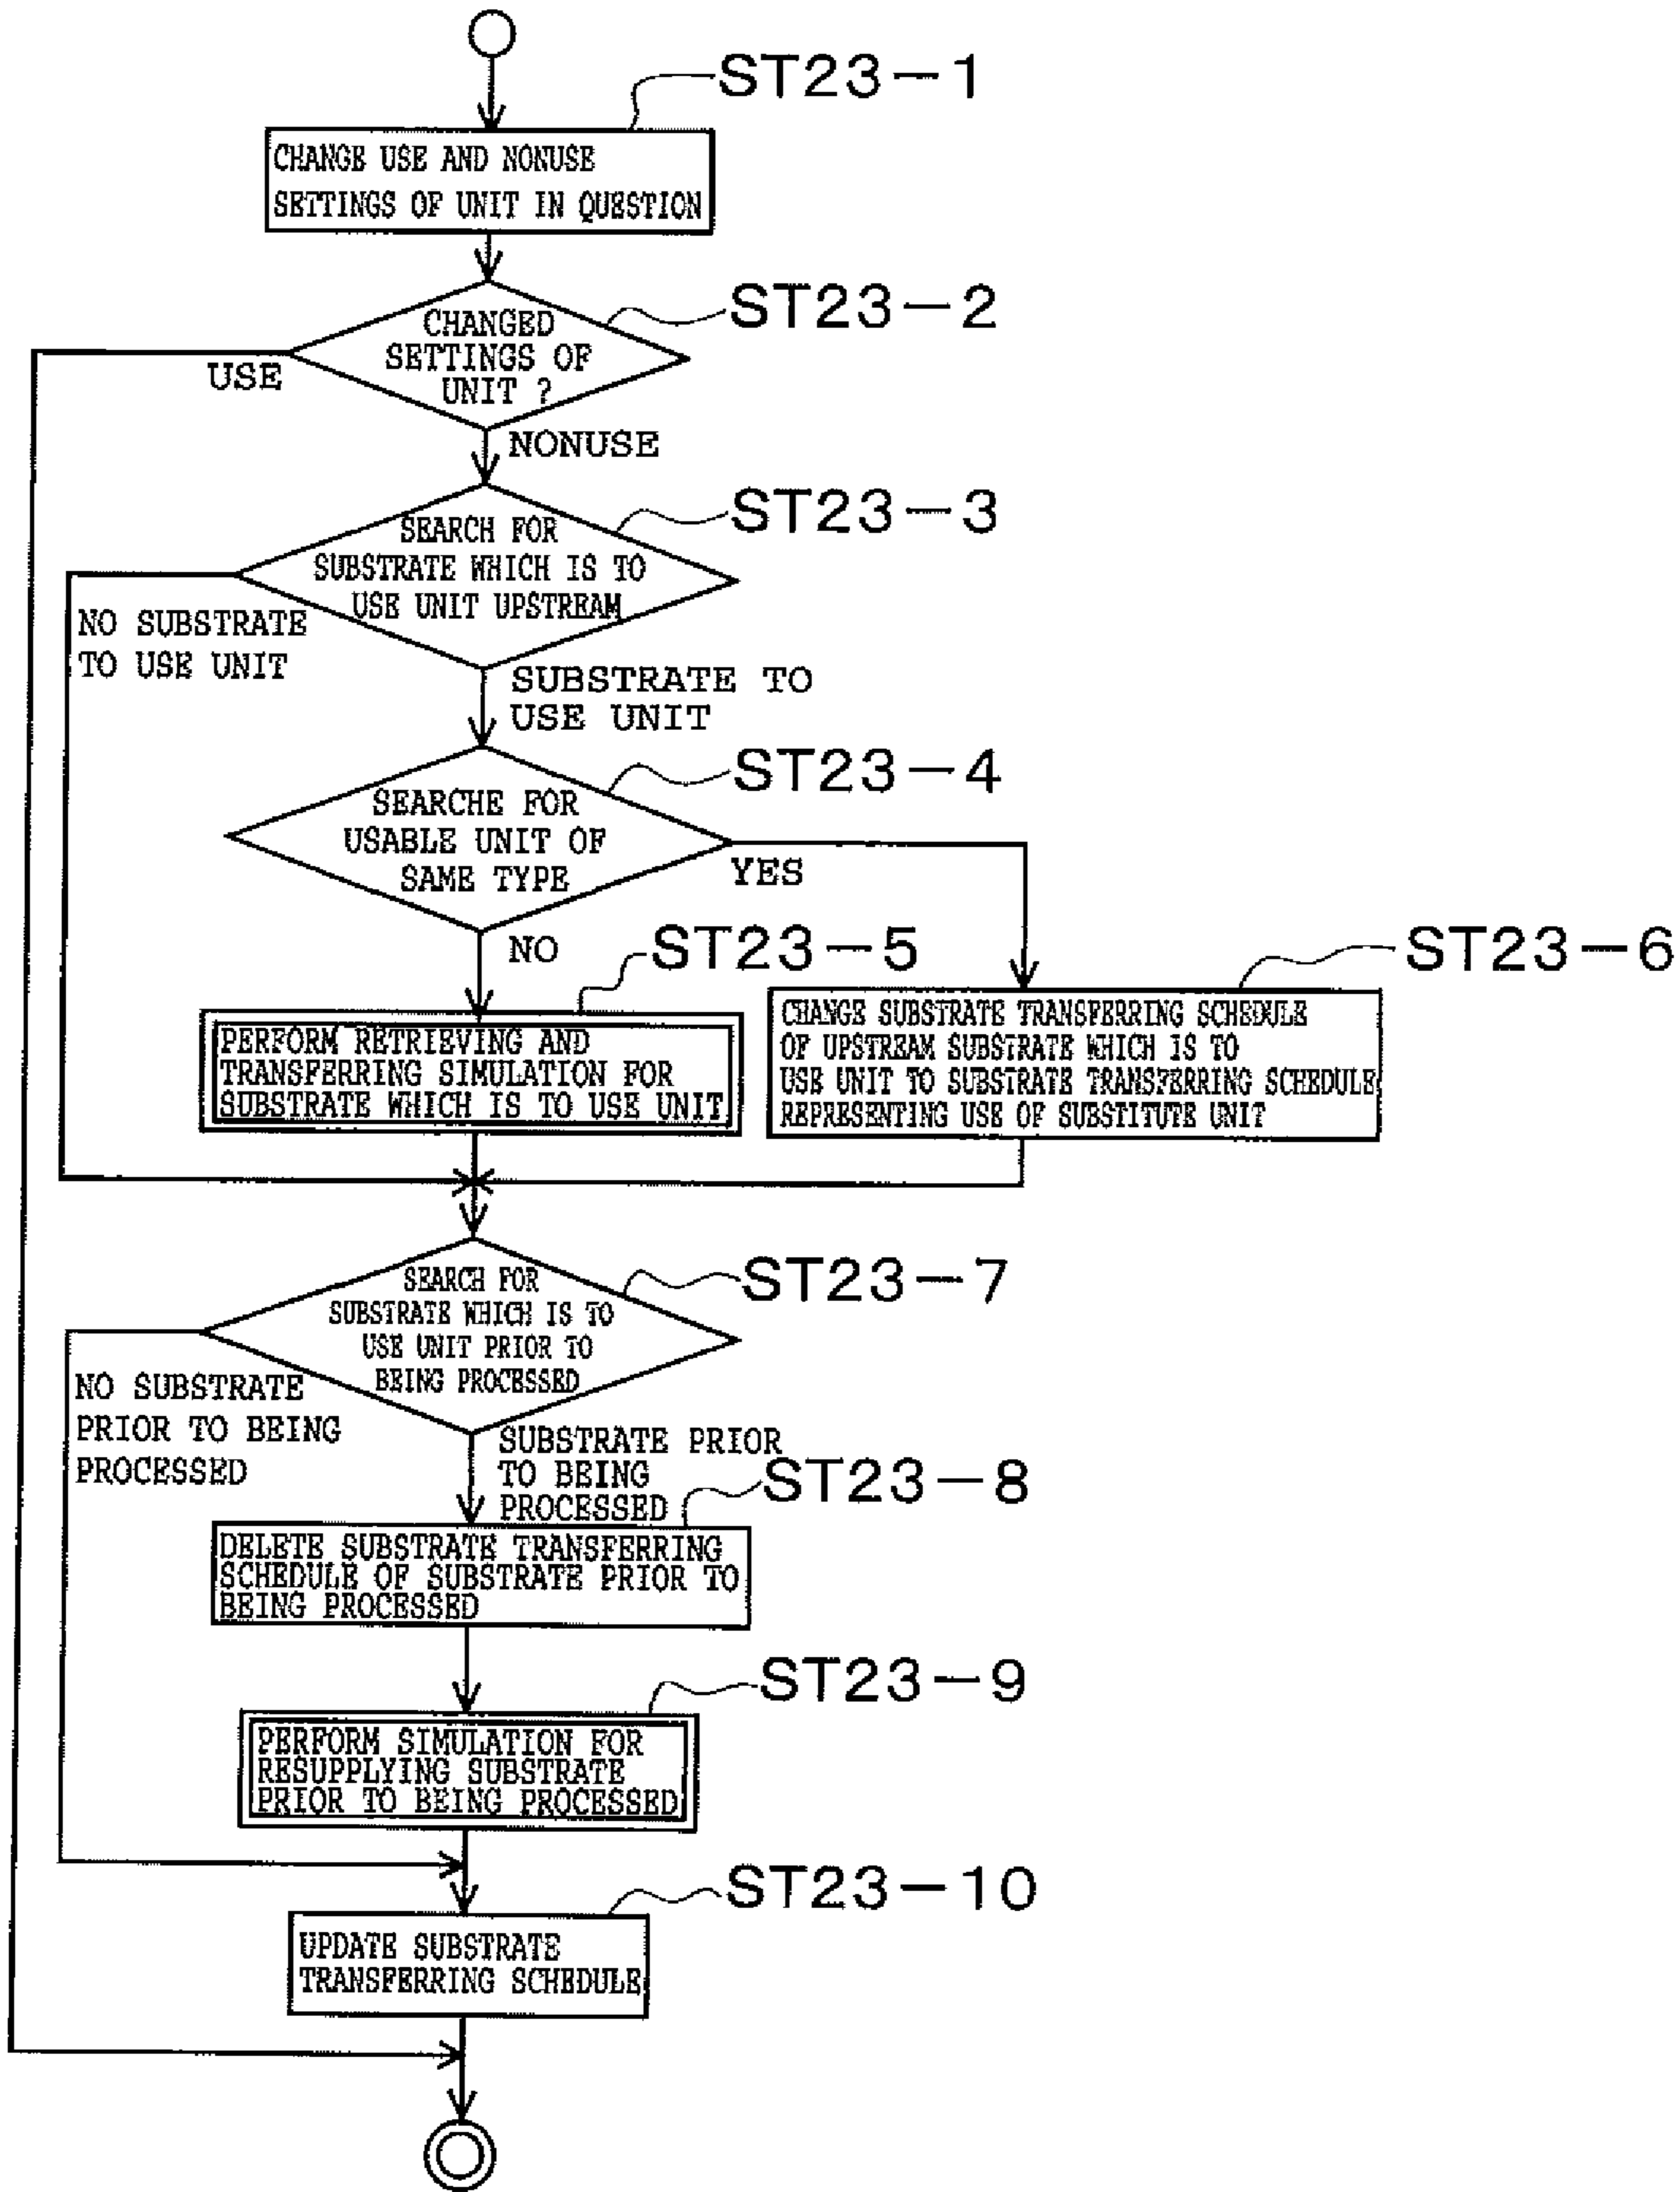 ST23-1
CHANGE USE AND NONUSE
SETTINGS OF UNIT IN QUESTION
ST23-2
CHANGED
SETTINGS OF
UNIT ?
USE
NONUSE
ST23-3
SEARCH FOR
SUBSTRATE WHICH IS TO
USE UNIT UPSTREAM
NO SUBSTRATE
TO USE UNIT
SUBSTRATE TO
USE UNIT
ST23-4
SEARCHE FOR
USABLE UNIT OF
SAME TYPE
YES
NO
ST23-5
PERFORM RETRIEVING AND
TRANSFERRING SIMULATION FOR
SUBSTRATE WHICH IS TO USE UNIT
ST23-6
CHANGE SUBSTRATE TRANSFERRING SCHEDULE
OF UPSTREAM SUBSTRATE WHICH IS TO
USE UNIT TO SUBSTRATE TRANSFERRING SCHEDULE
REPRESENTING USE OF SUBSTITUTE UNIT
ST23-7
SEARCH FOR
SUBSTRATE WHICH IS TO
USE UNIT PRIOR TO
BEING PROCESSED
NO SUBSTRATE
PRIOR TO BEING
PROCESSED
SUBSTRATE PRIOR
TO BEING
PROCESSED
ST23-8
DELETE SUBSTRATE TRANSFERRING
SCHEDULE OF SUBSTRATE PRIOR TO
BEING PROCESSED
ST23-9
PERFORM SIMULATION FOR
RESUPPLYING SUBSTRATE
PRIOR TO BEING PROCESSED
ST23-10
UPDATE SUBSTRATE
TRANSFERRING SCHEDULE